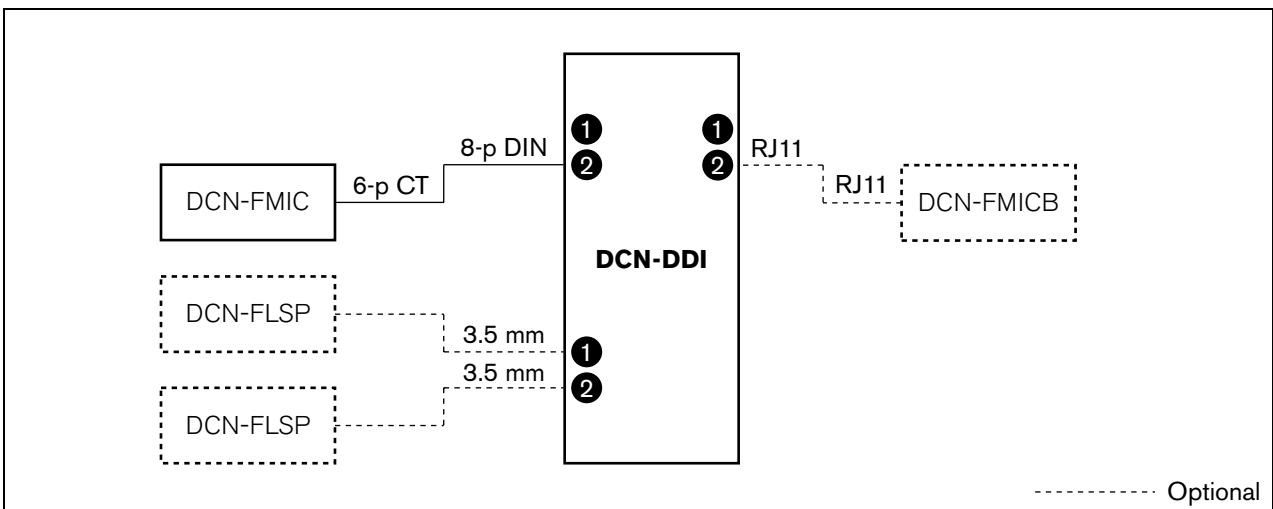 1 1
8-p DIN 2 2 RJ11
DCN-FMIC 6-p CT RJ11 DCN-FMICB
DCN-DDI
DCN-FLSP
3.5 mm 1
3.5 mm 2
DCN-FLSP
Optional